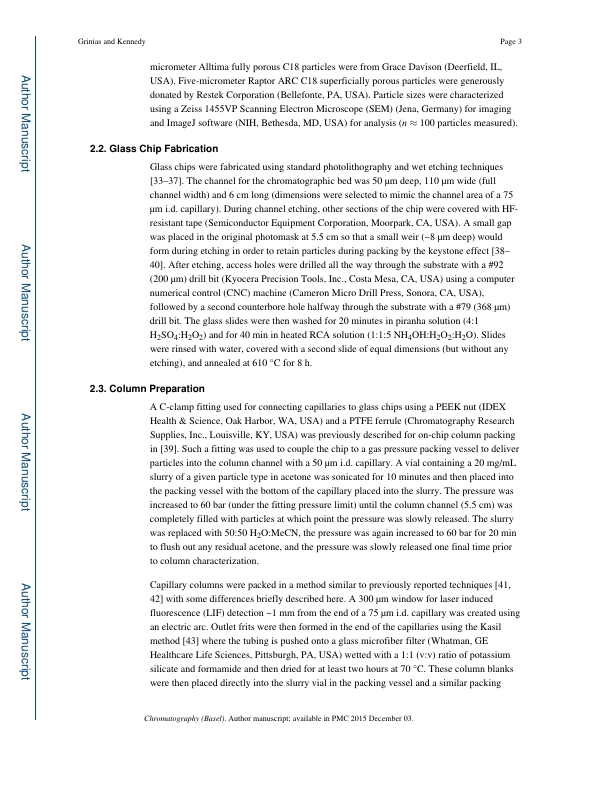 Grinias and Kennedy
Page 3
micrometer Alltima fully porous C18 particles were from Grace Davison (Deerfield, IL,
USA). Five-micrometer Raptor ARC C18 superficially porous particles were generously
donated by Restek Corporation (Bellefonte, PA, USA). Particle sizes were characterized
using a Zeiss 1455VP Scanning Electron Microscope (SEM) (Jena, Germany) for imaging
and ImageJ software (NIH, Bethesda, MD, USA) for analysis (n ≈ 100 particles measured).
2.2. Glass Chip Fabrication
Glass chips were fabricated using standard photolithography and wet etching techniques
[33–37]. The channel for the chromatographic bed was 50 μm deep, 110 μm wide (full
channel width) and 6 cm long (dimensions were selected to mimic the channel area of a 75
μm i.d. capillary). During channel etching, other sections of the chip were covered with HF-
resistant tape (Semiconductor Equipment Corporation, Moorpark, CA, USA). A small gap
was placed in the original photomask at 5.5 cm so that a small weir (~8 μm deep) would
form during etching in order to retain particles during packing by the keystone effect [38–
40]. After etching, access holes were drilled all the way through the substrate with a #92
(200 μm) drill bit (Kyocera Precision Tools, Inc., Costa Mesa, CA, USA) using a computer
numerical control (CNC) machine (Cameron Micro Drill Press, Sonora, CA, USA),
followed by a second counterbore hole halfway through the substrate with a #79 (368 μm)
drill bit. The glass slides were then washed for 20 minutes in piranha solution (4:1
H2SO4:H2O2) and for 40 min in heated RCA solution (1:1:5 NH4OH:H2O2:H2O). Slides
were rinsed with water, covered with a second slide of equal dimensions (but without any
etching), and annealed at 610 °C for 8 h.
2.3. Column Preparation
A C-clamp fitting used for connecting capillaries to glass chips using a PEEK nut (IDEX
Health & Science, Oak Harbor, WA, USA) and a PTFE ferrule (Chromatography Research
Supplies, Inc., Louisville, KY, USA) was previously described for on-chip column packing
in [39]. Such a fitting was used to couple the chip to a gas pressure packing vessel to deliver
particles into the column channel with a 50 μm i.d. capillary. A vial containing a 20 mg/mL
slurry of a given particle type in acetone was sonicated for 10 minutes and then placed into
the packing vessel with the bottom of the capillary placed into the slurry. The pressure was
increased to 60 bar (under the fitting pressure limit) until the column channel (5.5 cm) was
completely filled with particles at which point the pressure was slowly released. The slurry
was replaced with 50:50 H2O:MeCN, the pressure was again increased to 60 bar for 20 min
to flush out any residual acetone, and the pressure was slowly released one final time prior
to column characterization.
Capillary columns were packed in a method similar to previously reported techniques [41,
42] with some differences briefly described here. A 300 μm window for laser induced
fluorescence (LIF) detection ~1 mm from the end of a 75 μm i.d. capillary was created using
an electric arc. Outlet frits were then formed in the end of the capillaries using the Kasil
method [43] where the tubing is pushed onto a glass microfiber filter (Whatman, GE
Healthcare Life Sciences, Pittsburgh, PA, USA) wetted with a 1:1 (v:v) ratio of potassium
silicate and formamide and then dried for at least two hours at 70 °C. These column blanks
were then placed directly into the slurry vial in the packing vessel and a similar packing
Chromatography (Basel). Author manuscript; available in PMC 2015 December 03.
Author Manuscript
Author Manuscript
Author Manuscript
Author Manuscript